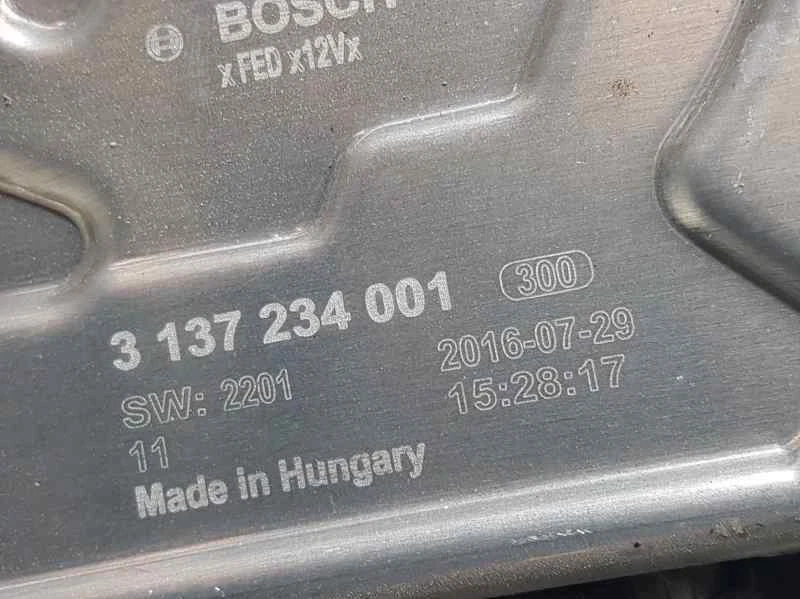 BOSCH
xFED x12Vx
3 137 234 001 300
2016-07-29
SW: 2201 15:28:17
11
Made in Hungary